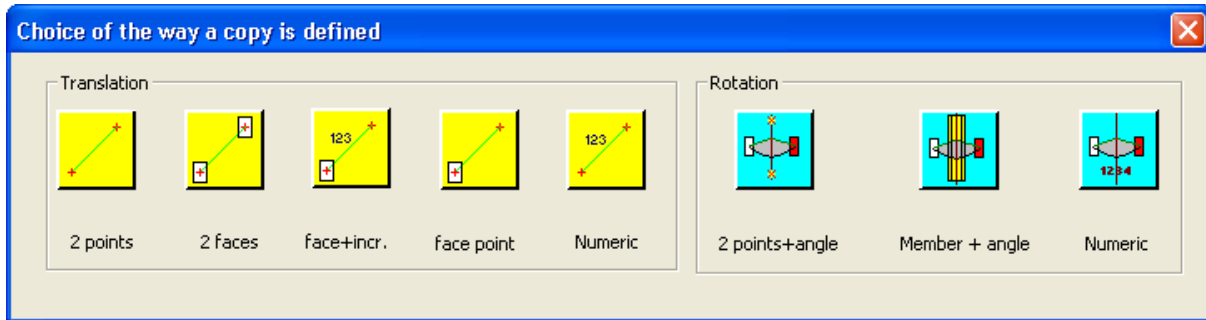 Choice of the way a copy is defined
Translation
Rotation
123
123
1234
2 points
2 faces
face+incr.
face point
Numeric
2 points+angle
Member + angle
Numeric